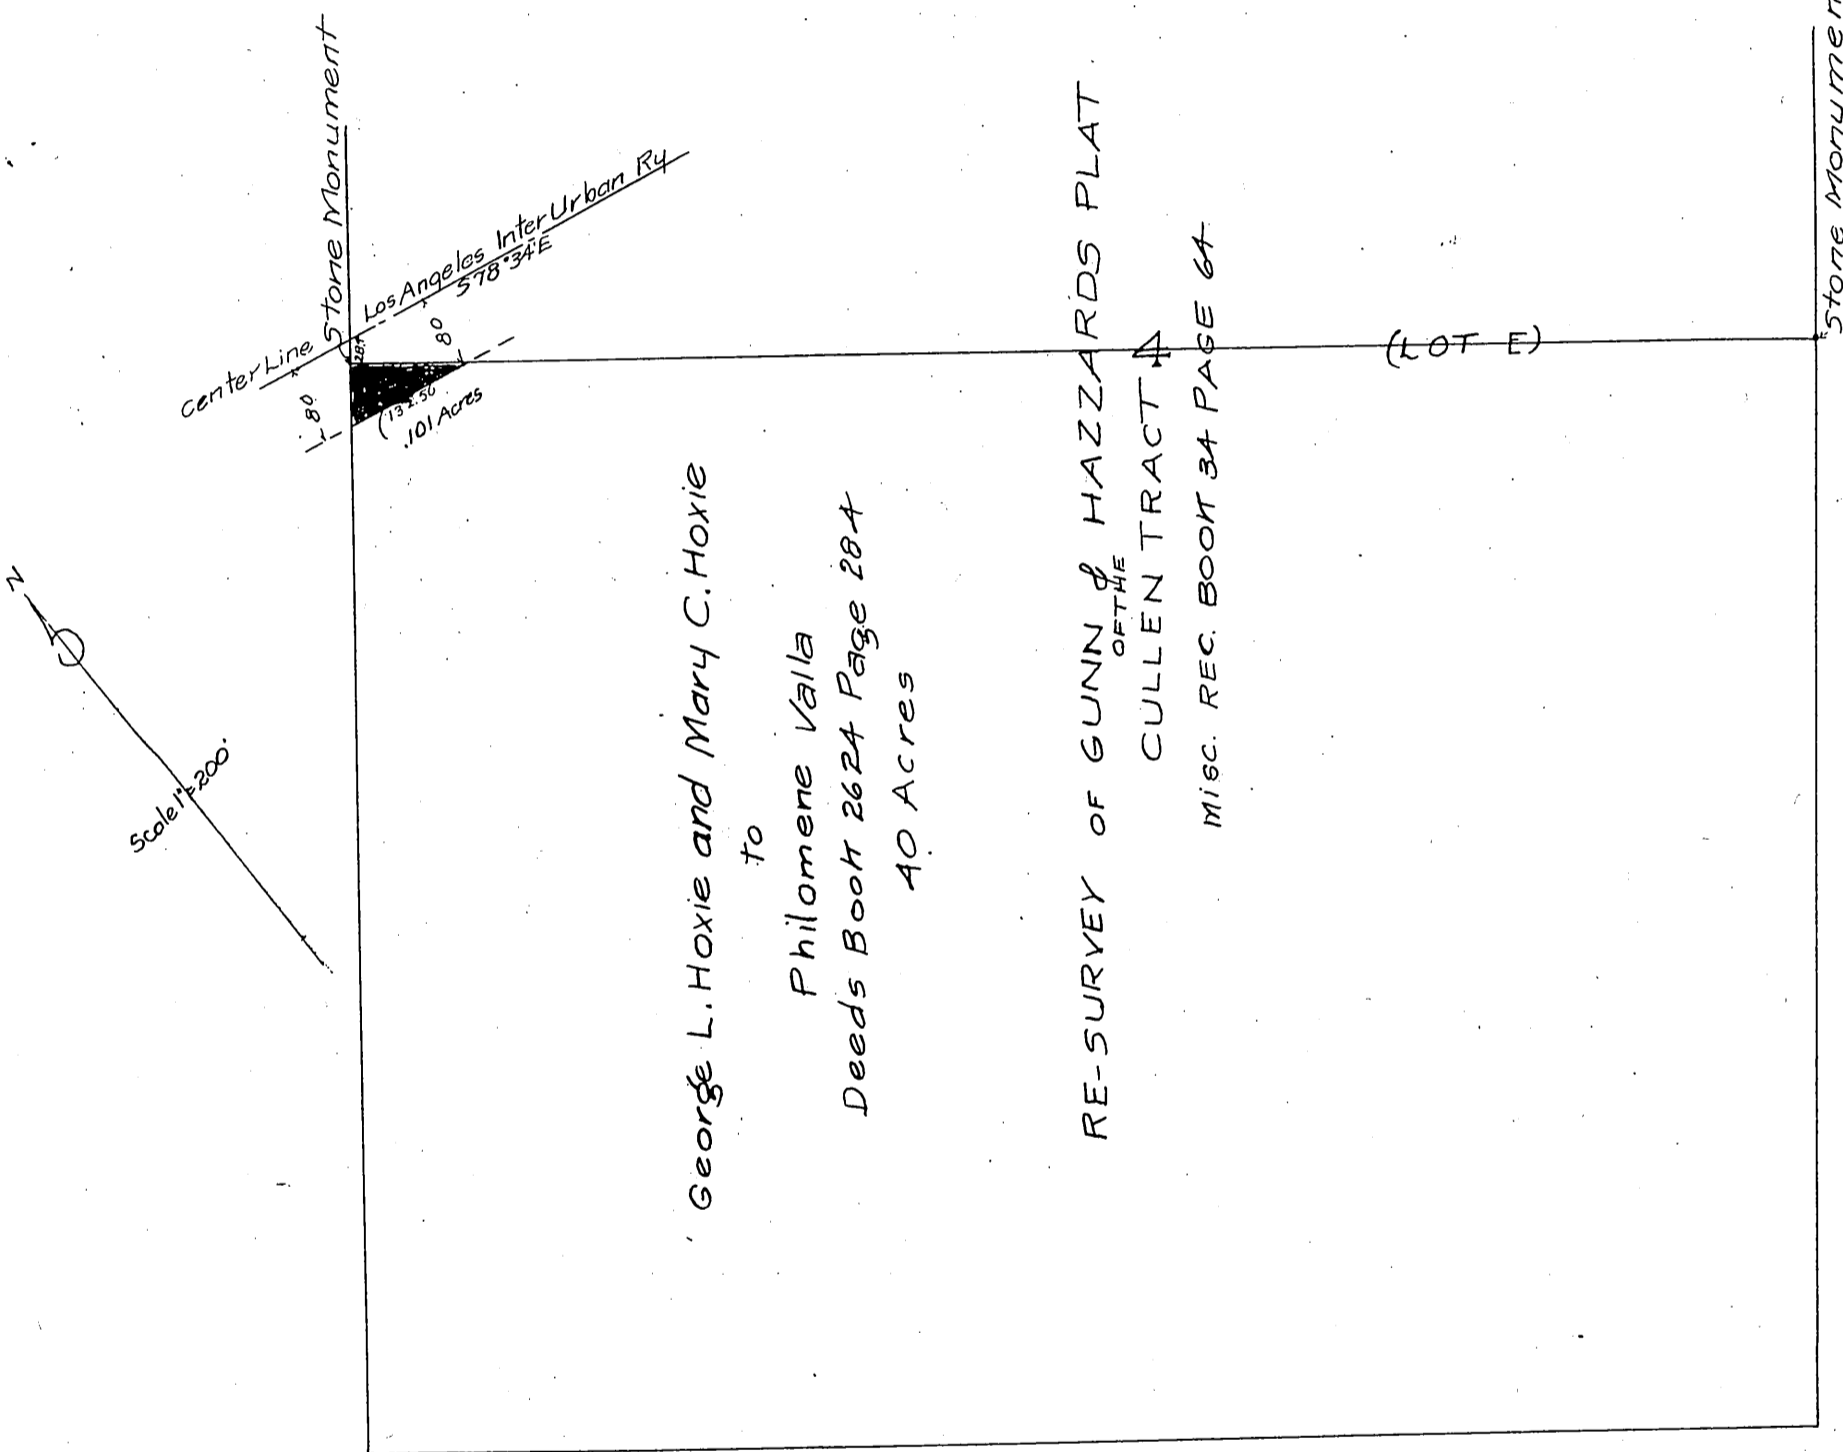 Stone Monument
Los Angeles Inter Urban Ry
S78°34'E
Center Line
80
80
132.50
.101 Acres
N
Scale 1"=200'
George L. Hoxie and Mary C. Hoxie
to
Philomene Valla
Deeds Book 2624 Page 284
40 Acres
RE-SURVEY OF GUNN & HAZZARDS PLAT.
OF THE
CULLEN TRACT
4
MISC. REC. BOOK 34 PAGE 64
(LOT E)
Stone Monument